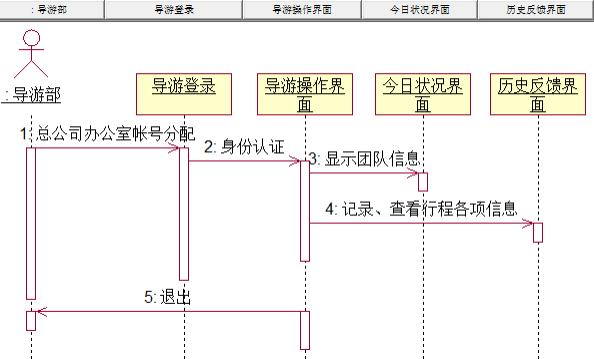 : 导游部
导游登录
导游操作界面
今日状况界面
历史反馈界面
: 导游部
导游登录
导游操作界
面
今日状况界
面
历史反馈界
面
1: 总公司办公室帐号分配
2: 身份认证
3: 显示团队信息
4: 记录、查看行程各项信息
5: 退出